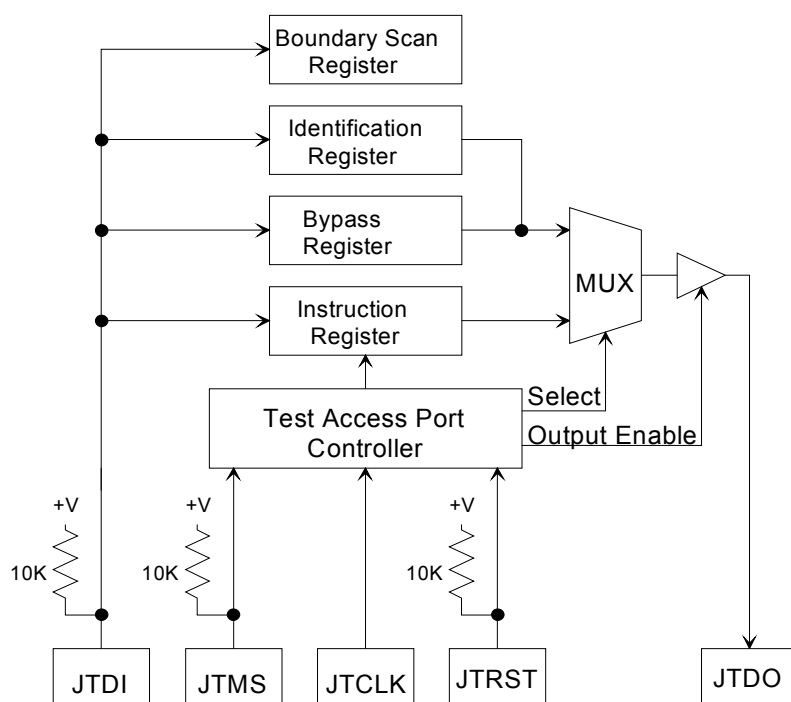 Boundary Scan
Register
Identification
Register
Bypass
Register
Instruction
Register
MUX
Select
Test Access Port
Controller
Output Enable
+V
+V
+V
10K
10K
10K
JTDI
JTMS
JTCLK
JTRST
JTDO